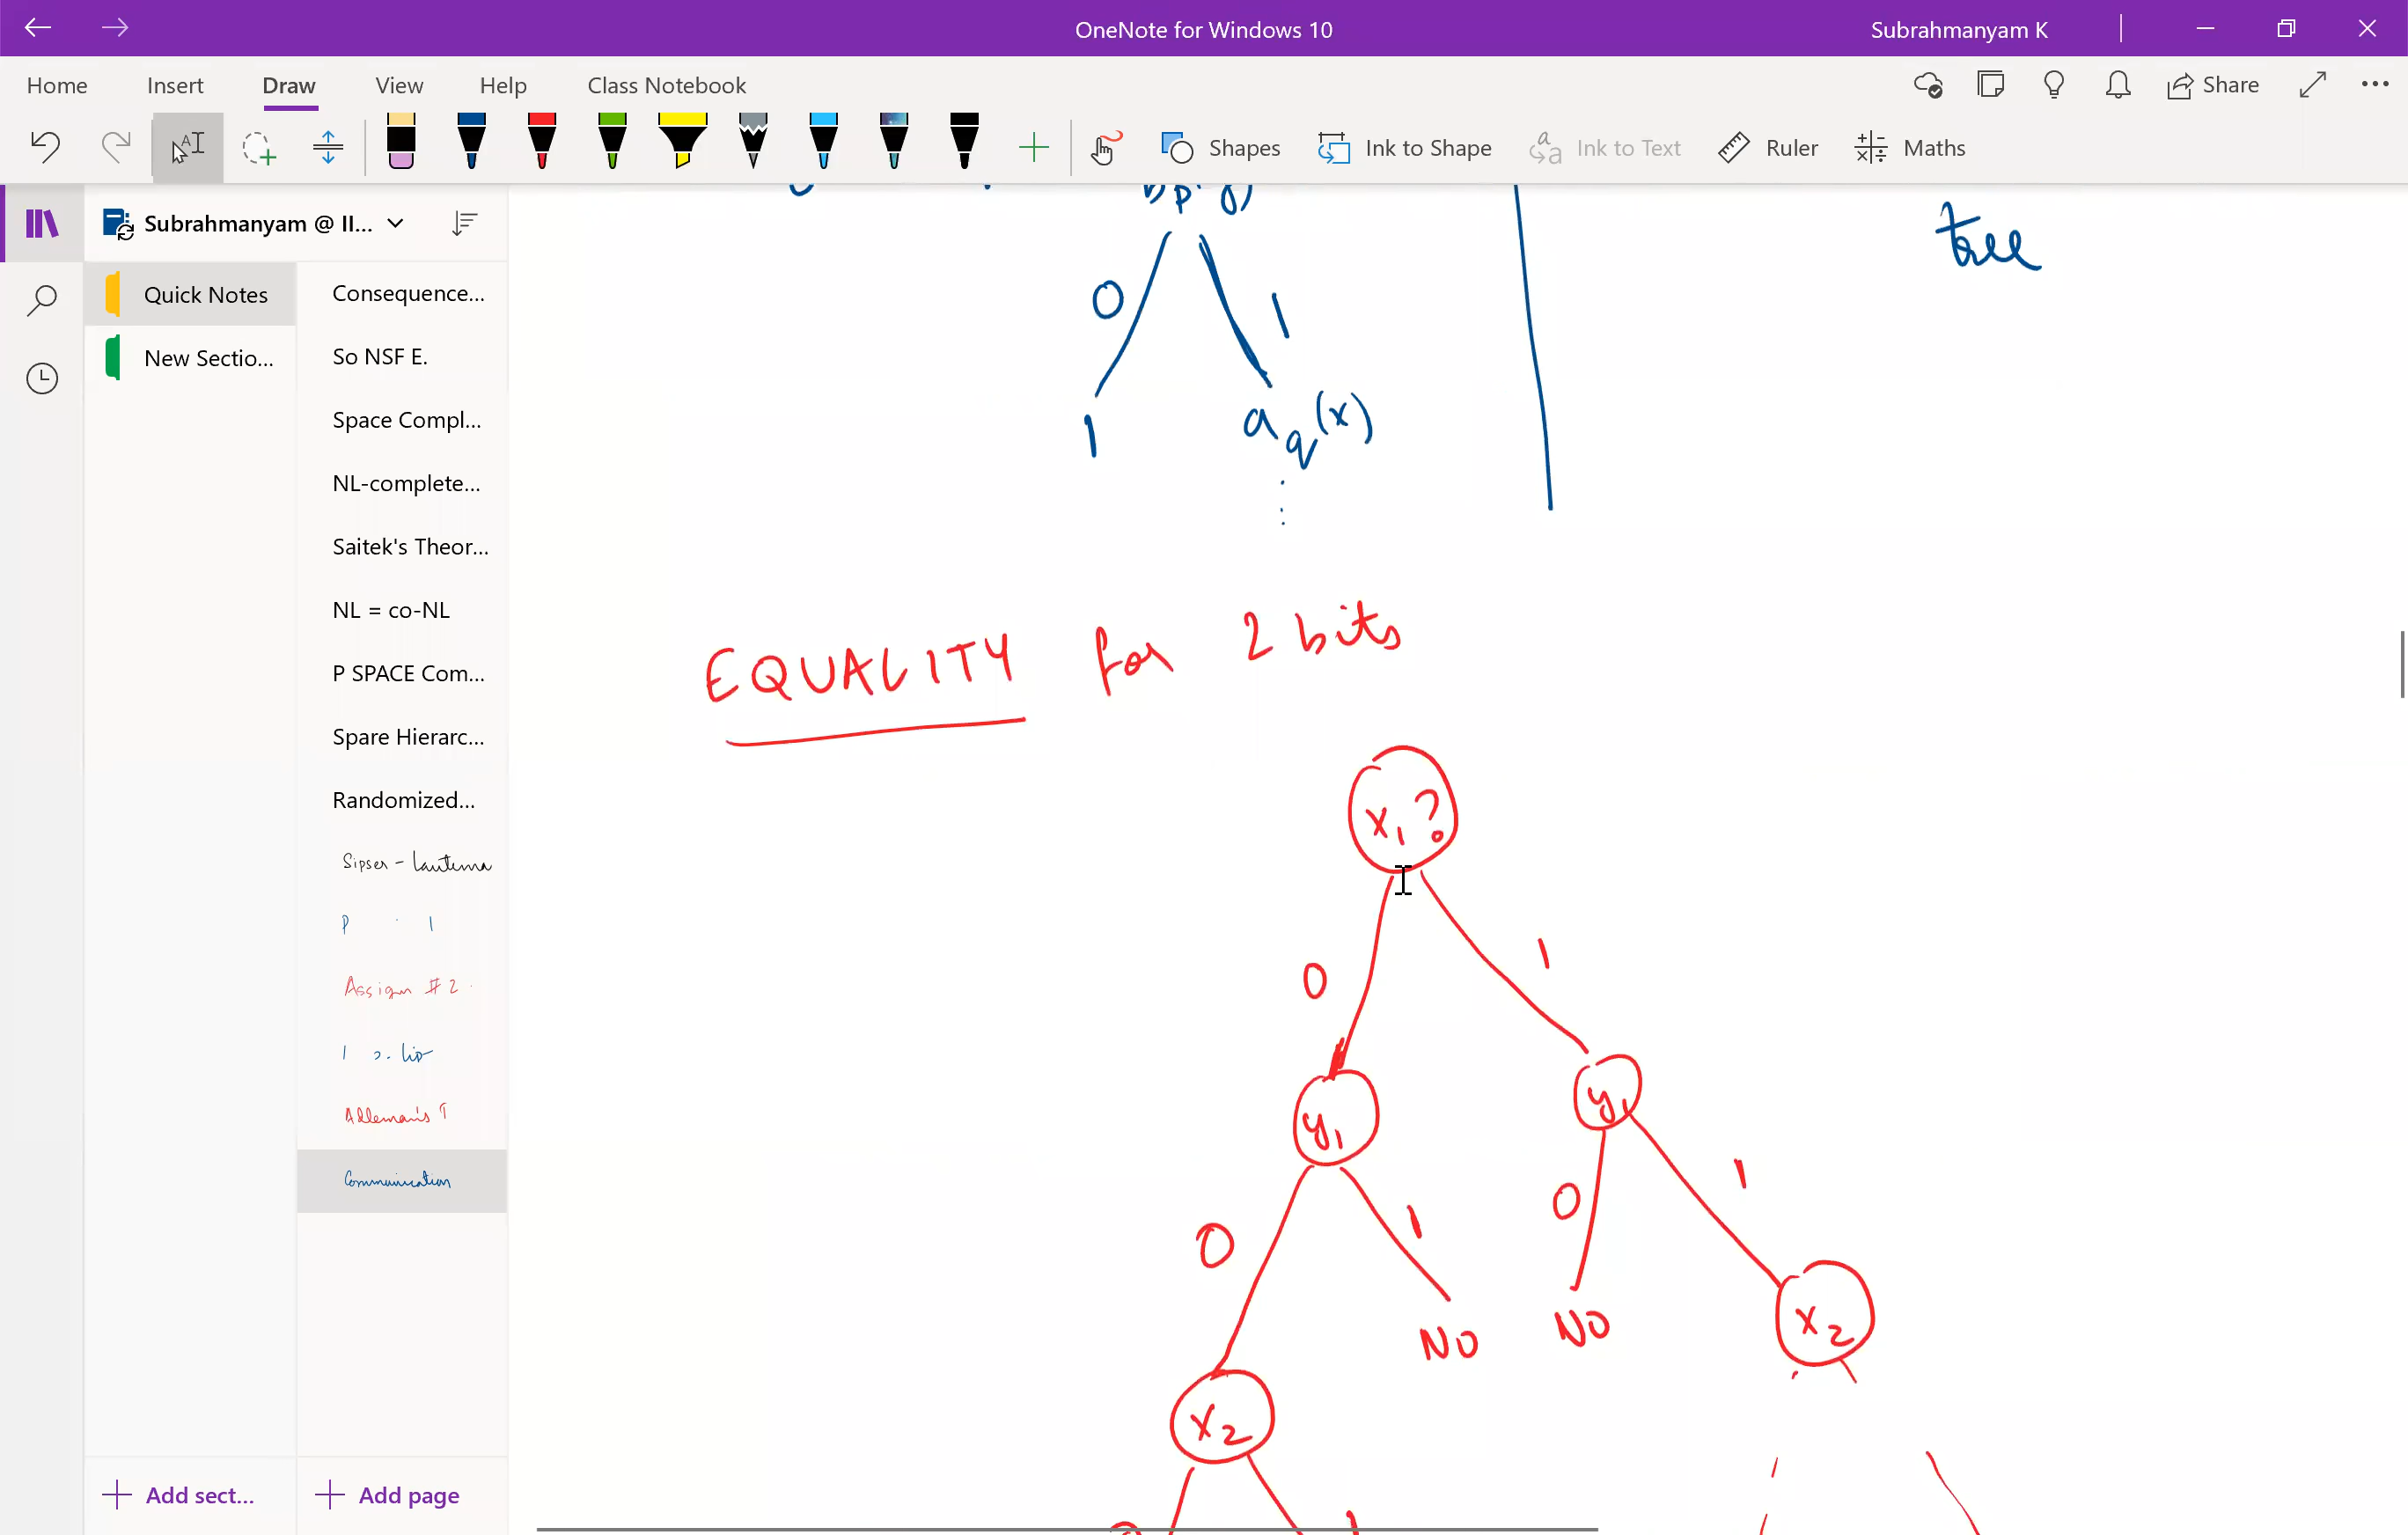 OneNote for Windows 10
Subrahmanyam K
Home Insert Draw View Help Class Notebook
Share
Shapes Ink to Shape Ink to Text Ruler Maths
Subrahmanyam @ II...
Quick Notes
New Sectio...
Consequence...
So NSF E.
Space Compl...
NL-complete...
Saitek's Theor...
NL = co-NL
P SPACE Com...
Spare Hierarc...
Randomized...
Sipser - Lautema
Assign # 2
Adleman's T
Communication
Add sect...
Add page
tree
0 1
1 a_q(x)
EQUALITY for 2 bits
x₁?
0 1
y₁ y₁
0 1 0 1
NO NO x₂
x₂